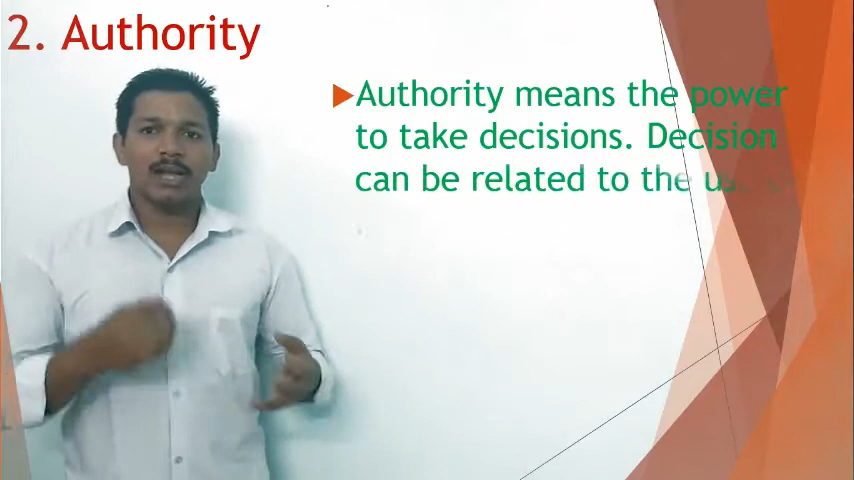 2. Authority
Authority means the power
to take decisions. Decision
can be related to the